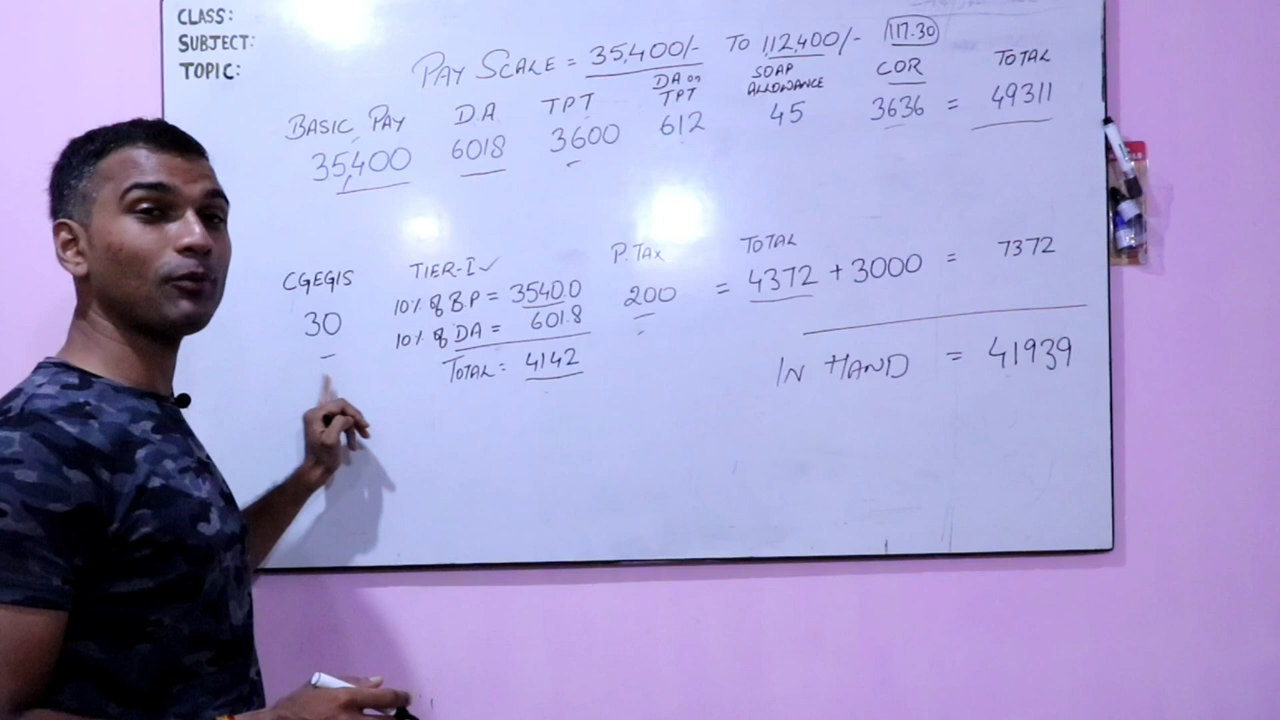 CLASS:
SUBJECT:
TOPIC:
PAY SCALE = 35,400/- TO 1,12,400/- 117.30
BASIC PAY D.A TPT DA on TPT SOAP ALLOWANCE COR TOTAL
35,400 6018 3600 612 45 3636 = 49311
CGEGIS TIER-I ✓ P.TAX TOTAL
30 10% of B.P = 3540.0 200 = 4372 + 3000 = 7372
10% of DA = 601.8
TOTAL = 4142 IN HAND = 41939